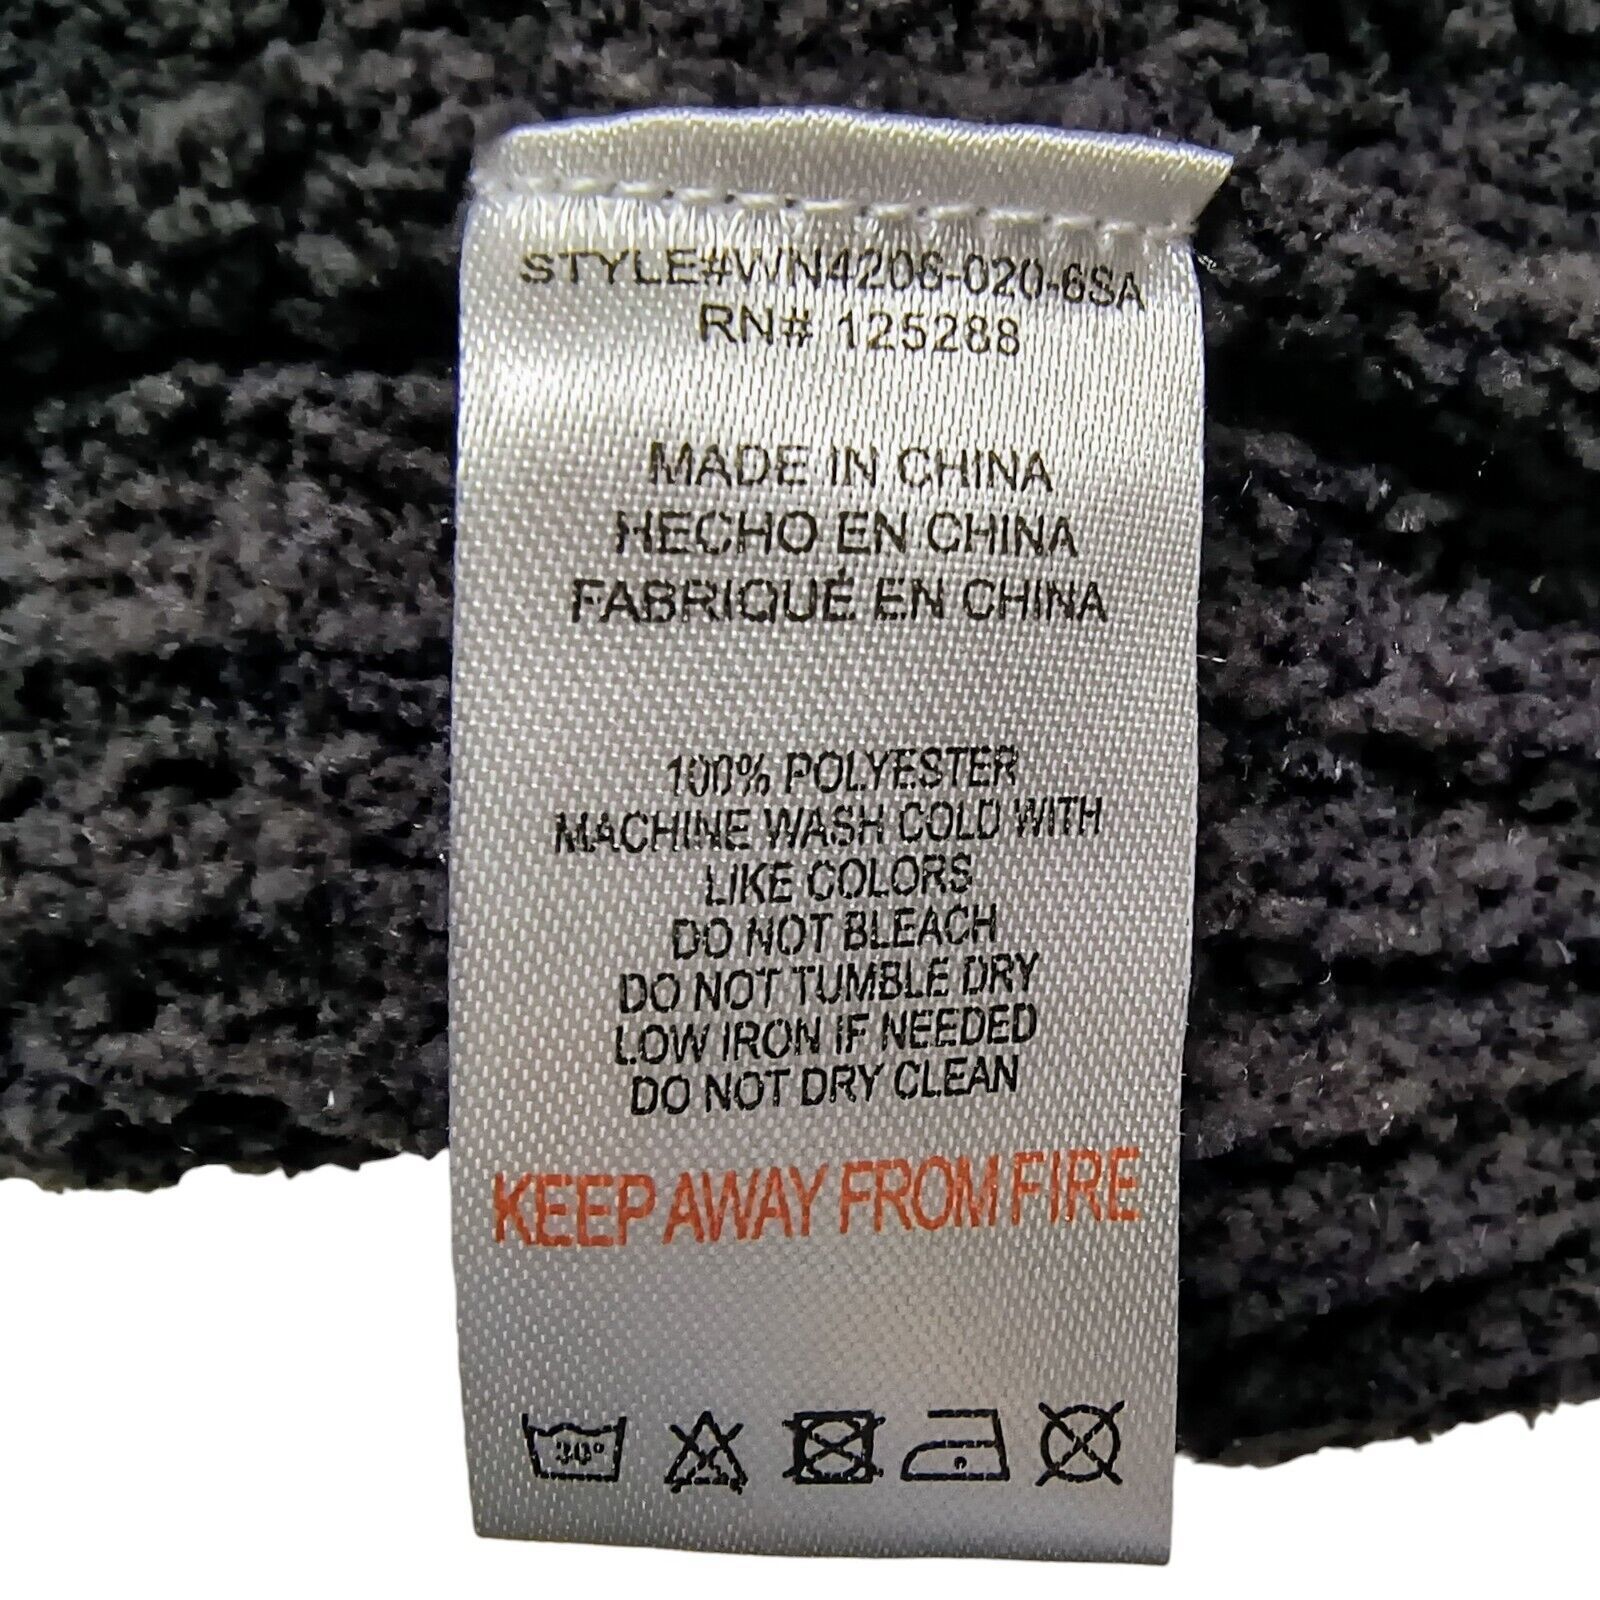 STYLE#WN4206-020-6SA
RN# 125288
MADE IN CHINA
HECHO EN CHINA
FABRIQUÉ EN CHINA
100% POLYESTER
MACHINE WASH COLD WITH
LIKE COLORS
DO NOT BLEACH
DO NOT TUMBLE DRY
LOW IRON IF NEEDED
DO NOT DRY CLEAN
KEEP AWAY FROM FIRE
30°